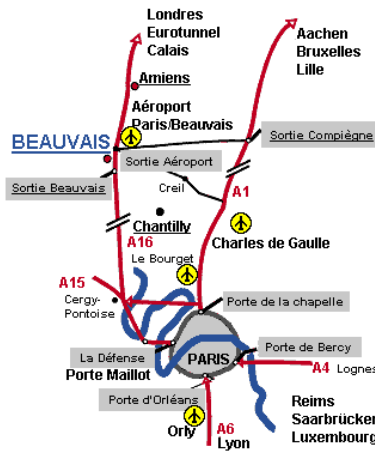 Londres
Eurotunnel
Calais
Aachen
Bruxelles
Lille
Amiens
Aéroport
Paris/Beauvais
BEAUVAIS
Sortie Compiègne
Sortie Aéroport
Sortie Beauvais
Creil
A1
Chantilly
A16
Charles de Gaulle
Le Bourget
A15
Cergy-
Pontoise
Porte de la chapelle
La Défense
Porte Maillot
PARIS
Porte de Bercy
A4 Lognes
Porte d'Orléans
Orly
A6
Lyon
Reims
Saarbrücken
Luxembourg